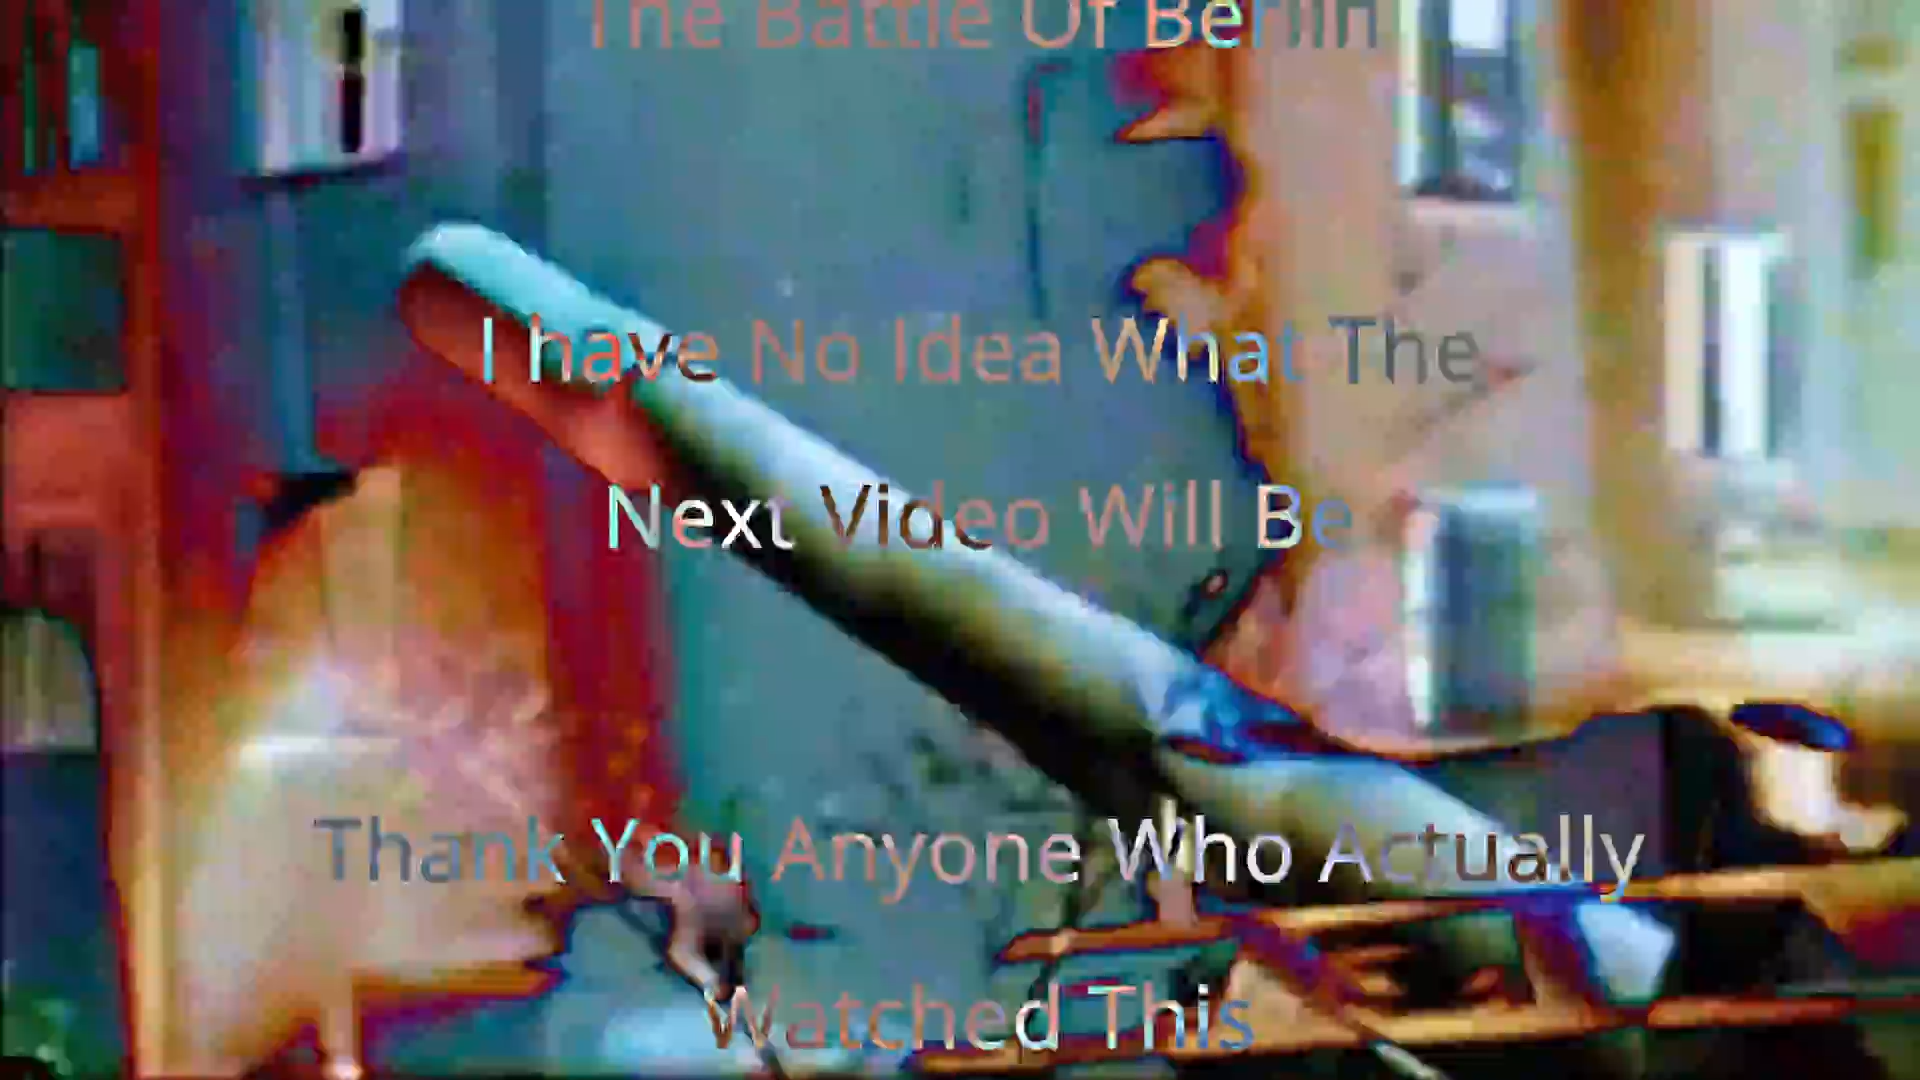 The Battle Of Berlin
I have No Idea What The
Next Video Will Be
Thank You Anyone Who Actually
Watched This